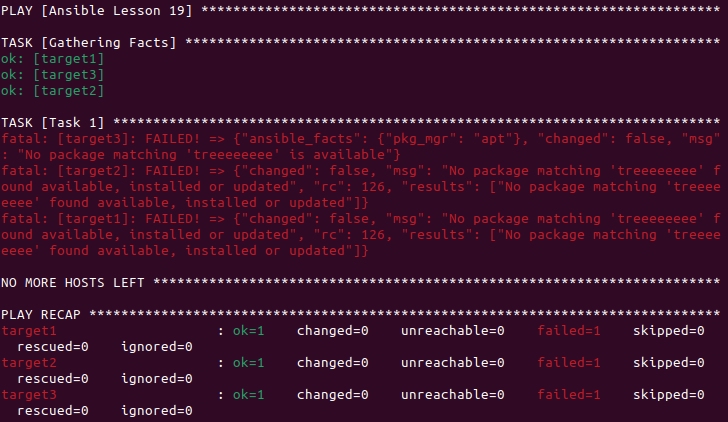 PLAY [Ansible Lesson 19] *****************************************************************
TASK [Gathering Facts] *******************************************************************
ok: [target1]
ok: [target3]
ok: [target2]
TASK [Task 1] ****************************************************************************
fatal: [target3]: FAILED! => {"ansible_facts": {"pkg_mgr": "apt"}, "changed": false, "msg"
: "No package matching 'treeeeeeee' is available"}
fatal: [target2]: FAILED! => {"changed": false, "msg": "No package matching 'treeeeeeee' f
ound available, installed or updated", "rc": 126, "results": ["No package matching 'treeee
eeee' found available, installed or updated"]}
fatal: [target1]: FAILED! => {"changed": false, "msg": "No package matching 'treeeeeeee' f
ound available, installed or updated", "rc": 126, "results": ["No package matching 'treeee
eeee' found available, installed or updated"]}
NO MORE HOSTS LEFT ***********************************************************************
PLAY RECAP *******************************************************************************
target1                    : ok=1    changed=0    unreachable=0    failed=1    skipped=0
  rescued=0    ignored=0
target2                    : ok=1    changed=0    unreachable=0    failed=1    skipped=0
  rescued=0    ignored=0
target3                    : ok=1    changed=0    unreachable=0    failed=1    skipped=0
  rescued=0    ignored=0